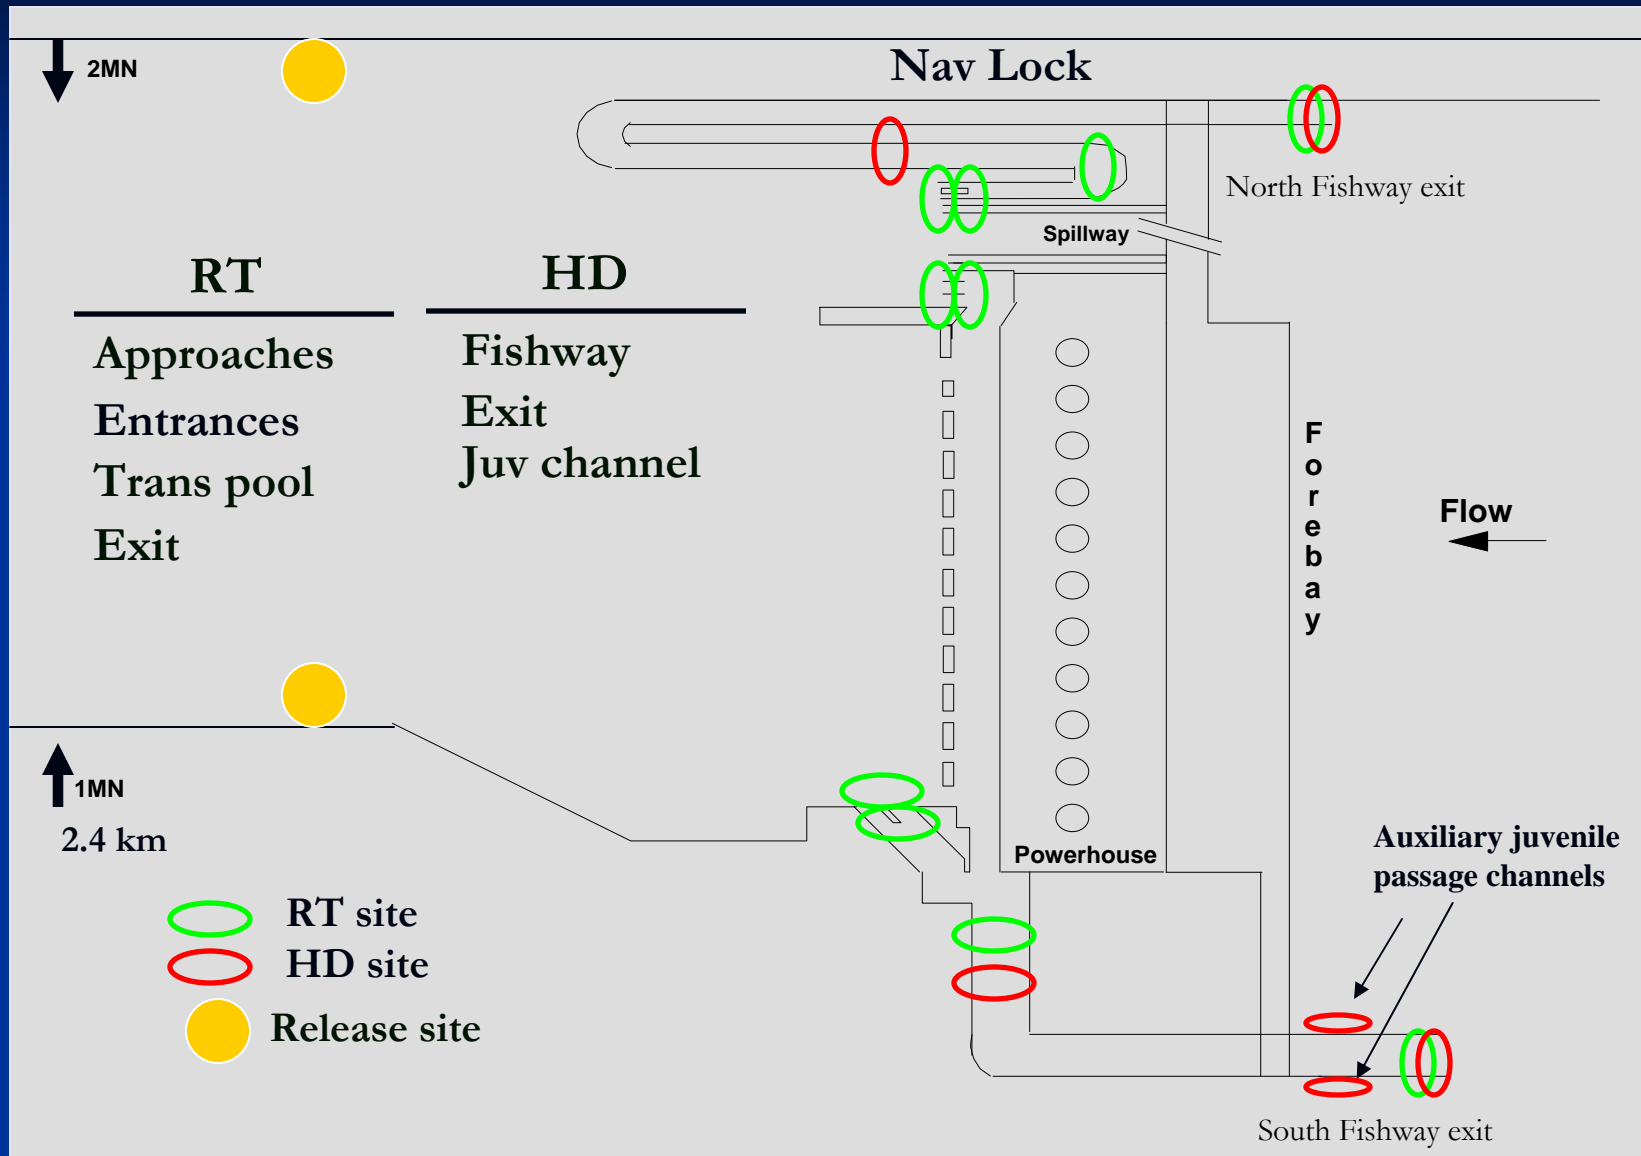 2MN
Nav Lock
North Fishway exit
Spillway
RT
Approaches
Entrances
Trans pool
Exit
HD
Fishway
Exit
Juv channel
Forebay
Flow
1MN
2.4 km
Powerhouse
Auxiliary juvenile
passage channels
RT site
HD site
Release site
South Fishway exit